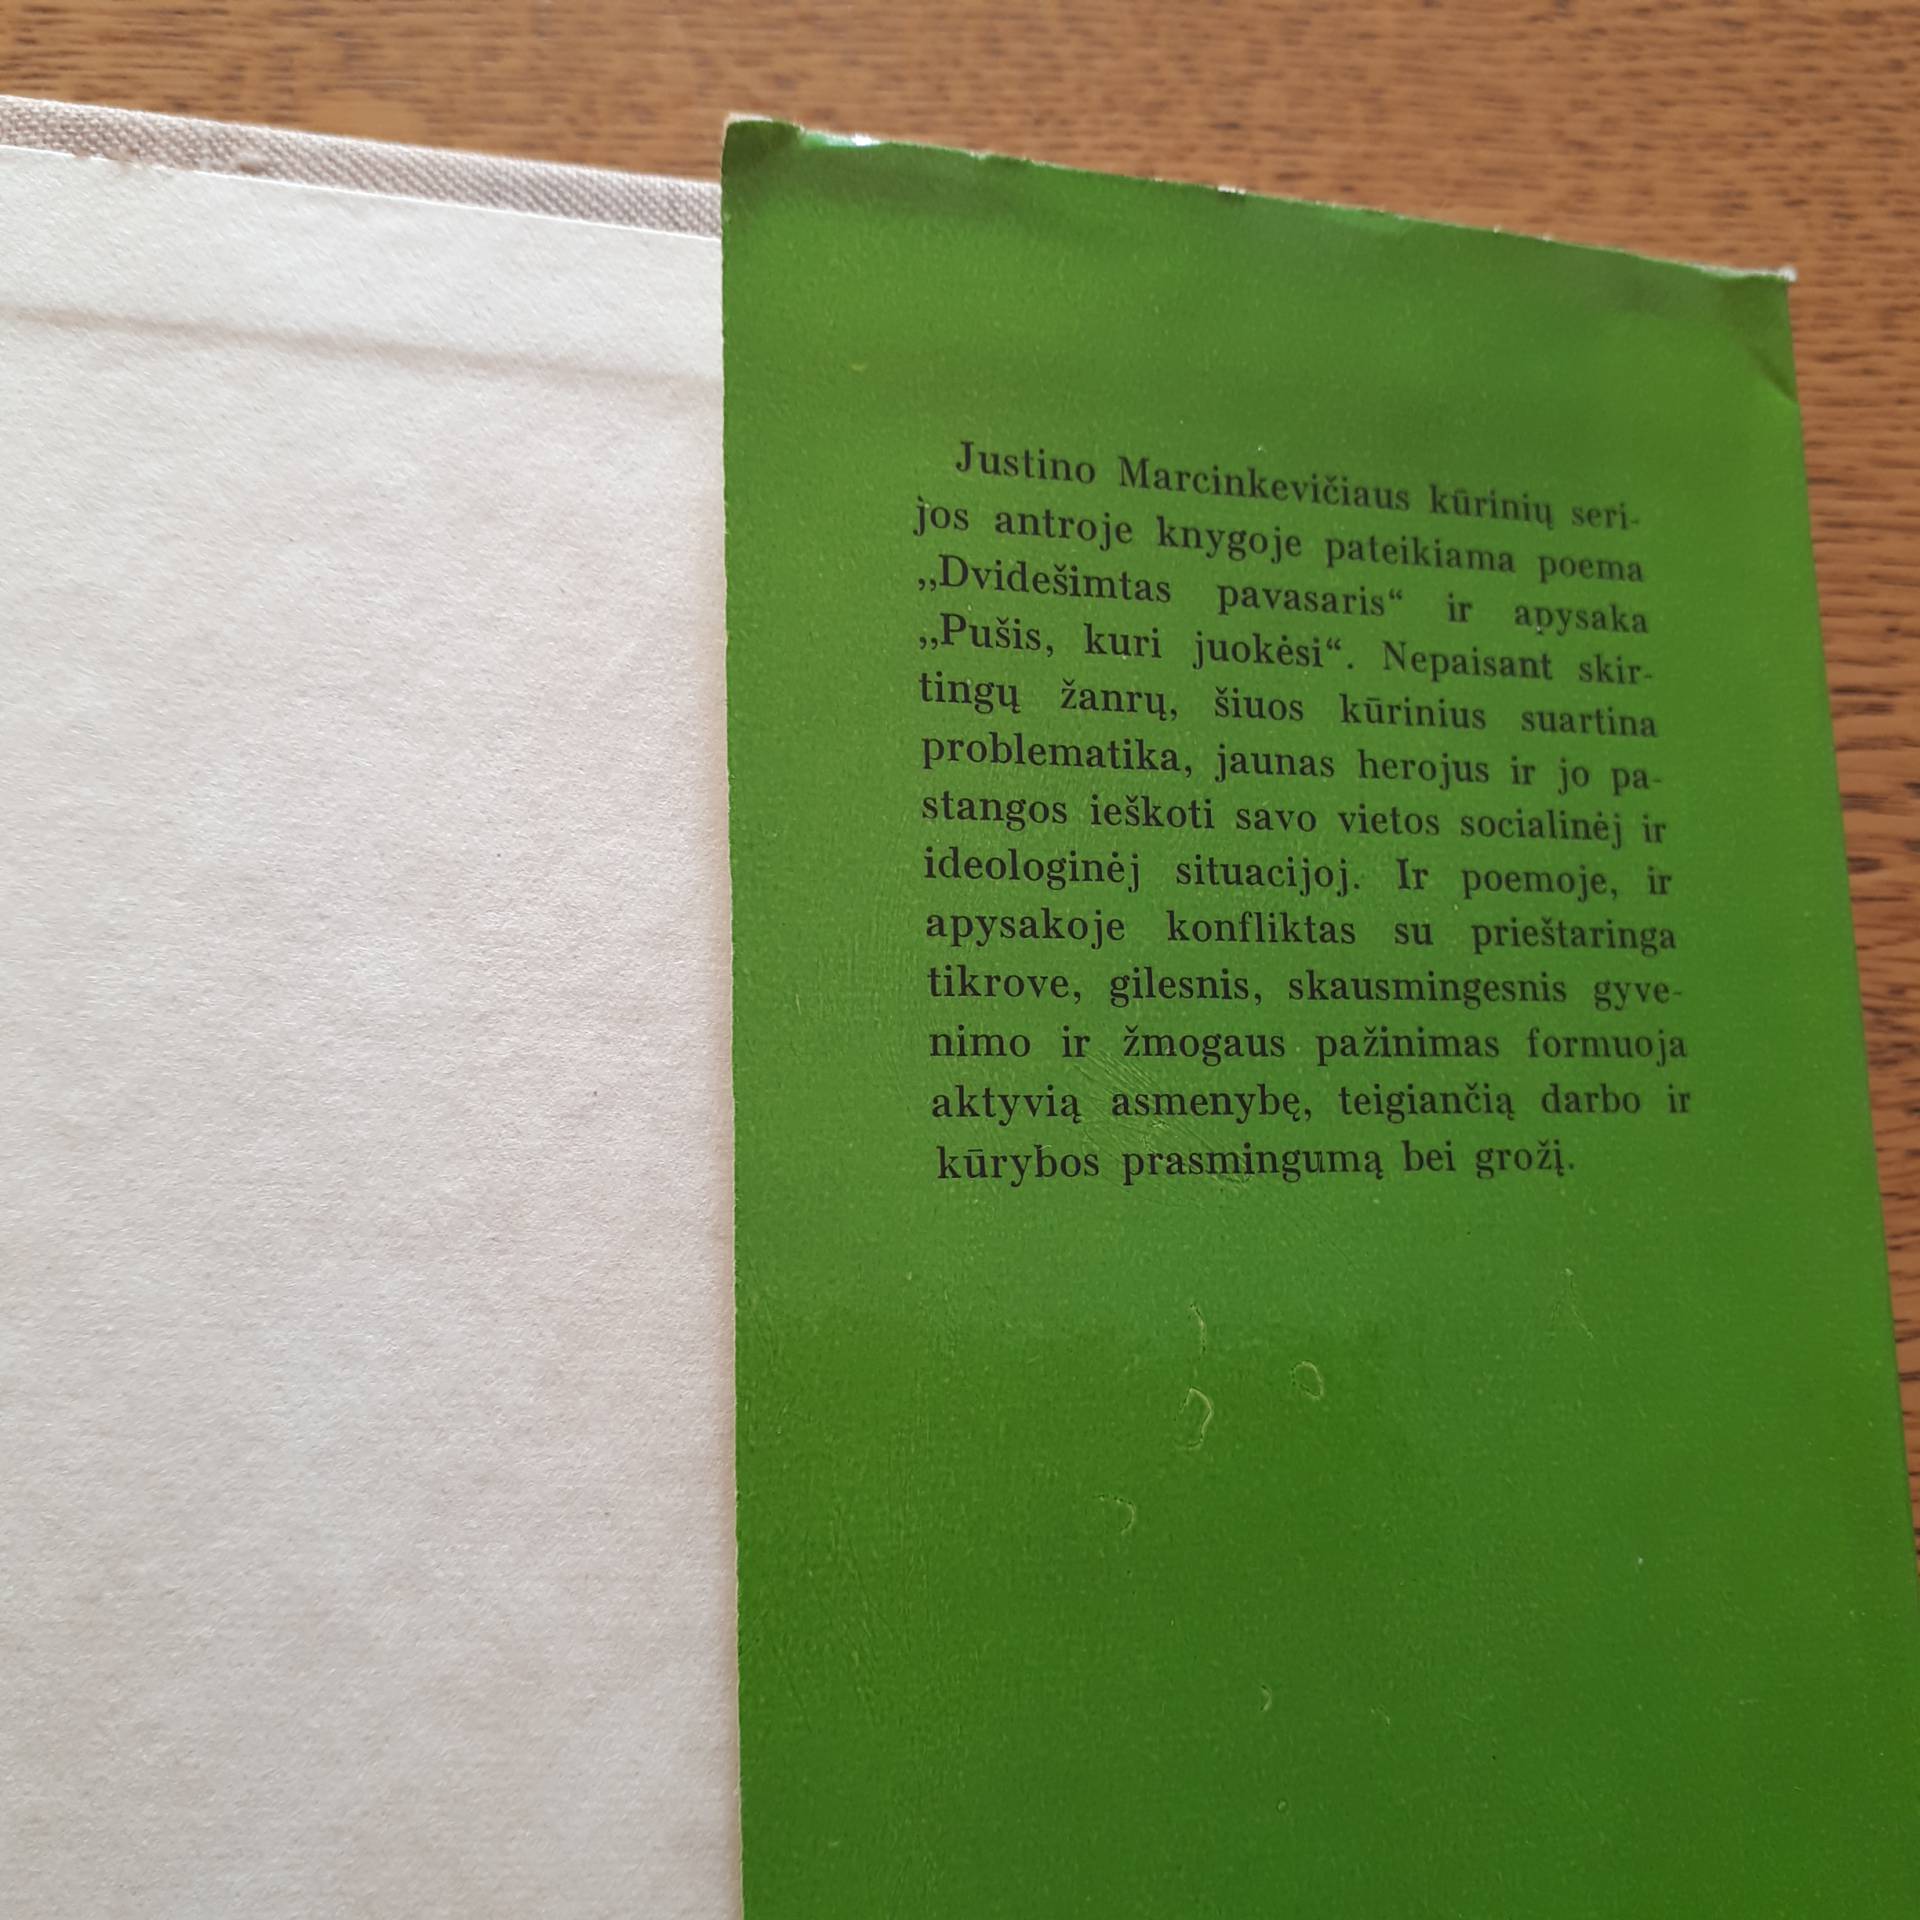 Justino Marcinkevičiaus kūrinių seri-
jos antroje knygoje pateikiama poema
„Dvidešimtas pavasaris“ ir apysaka
„Pušis, kuri juokėsi“. Nepaisant skir-
tingų žanrų, šiuos kūrinius suartina
problematika, jaunas herojus ir jo pa-
stangos ieškoti savo vietos socialinėj ir
ideologinėj situacijoj. Ir poemoje, ir
apysakoje konfliktas su prieštaringa
tikrove, gilesnis, skausmingesnis gyve-
nimo ir žmogaus pažinimas formuoja
aktyvią asmenybę, teigiančią darbo ir
kūrybos prasmingumą bei grožį.